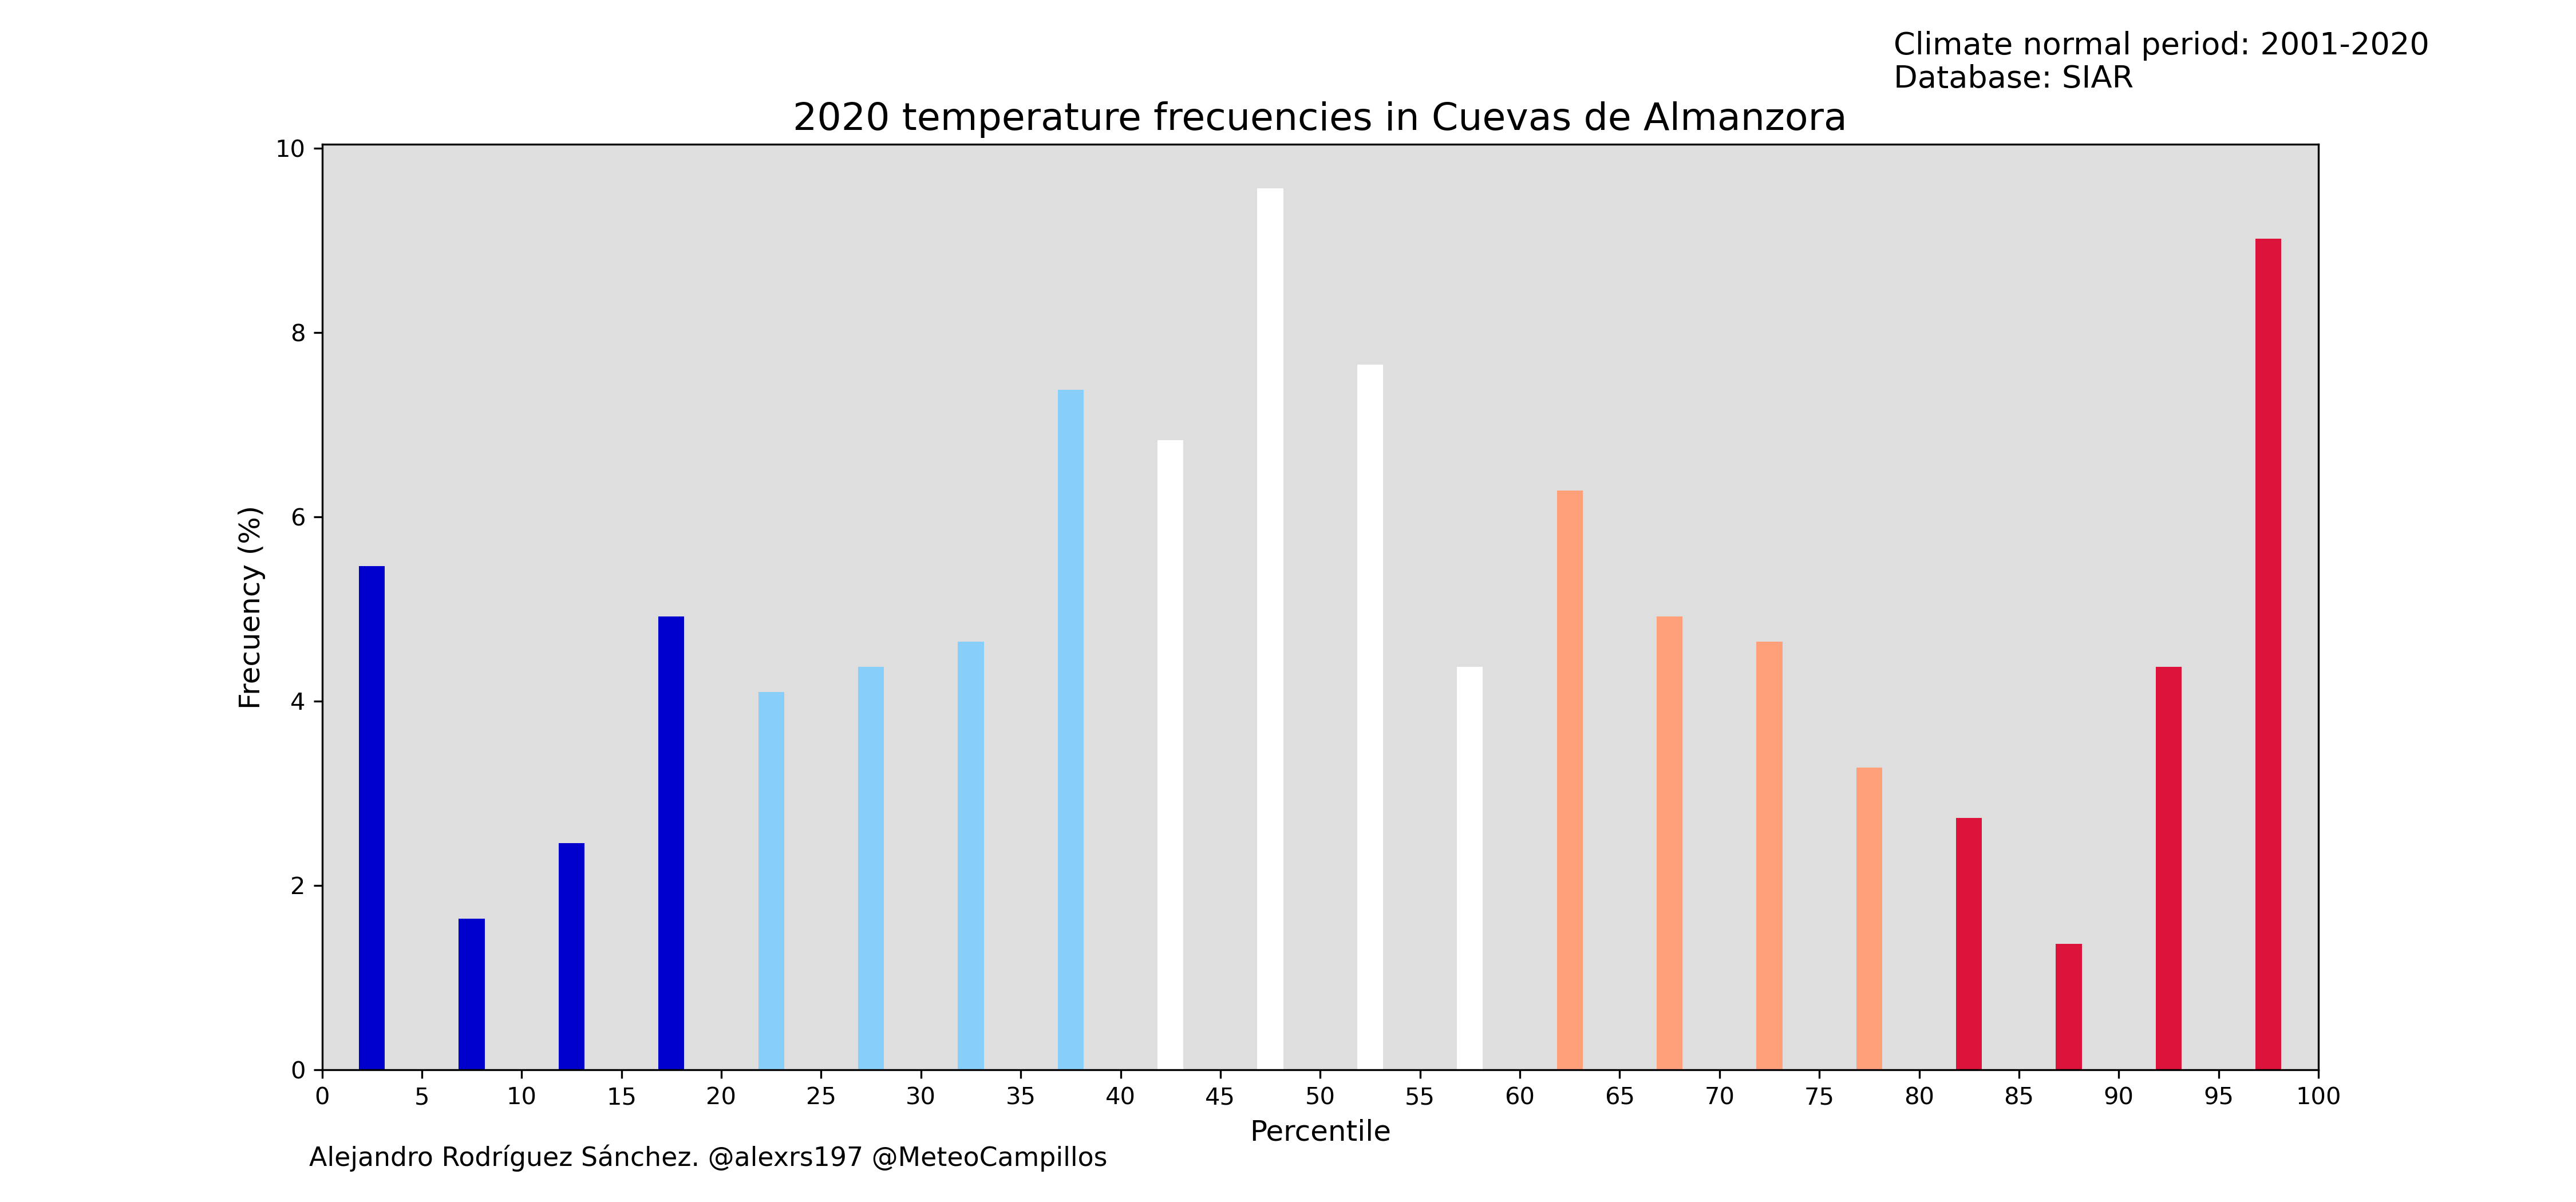 Climate normal period: 2001-2020
Database: SIAR
2020 temperature frecuencies in Cuevas de Almanzora
10
8
6
4
2
0
Frecuency (%)
0 5 10 15 20 25 30 35 40 45 50 55 60 65 70 75 80 85 90 95 100
Percentile
Alejandro Rodríguez Sánchez. @alexrs197 @MeteoCampillos